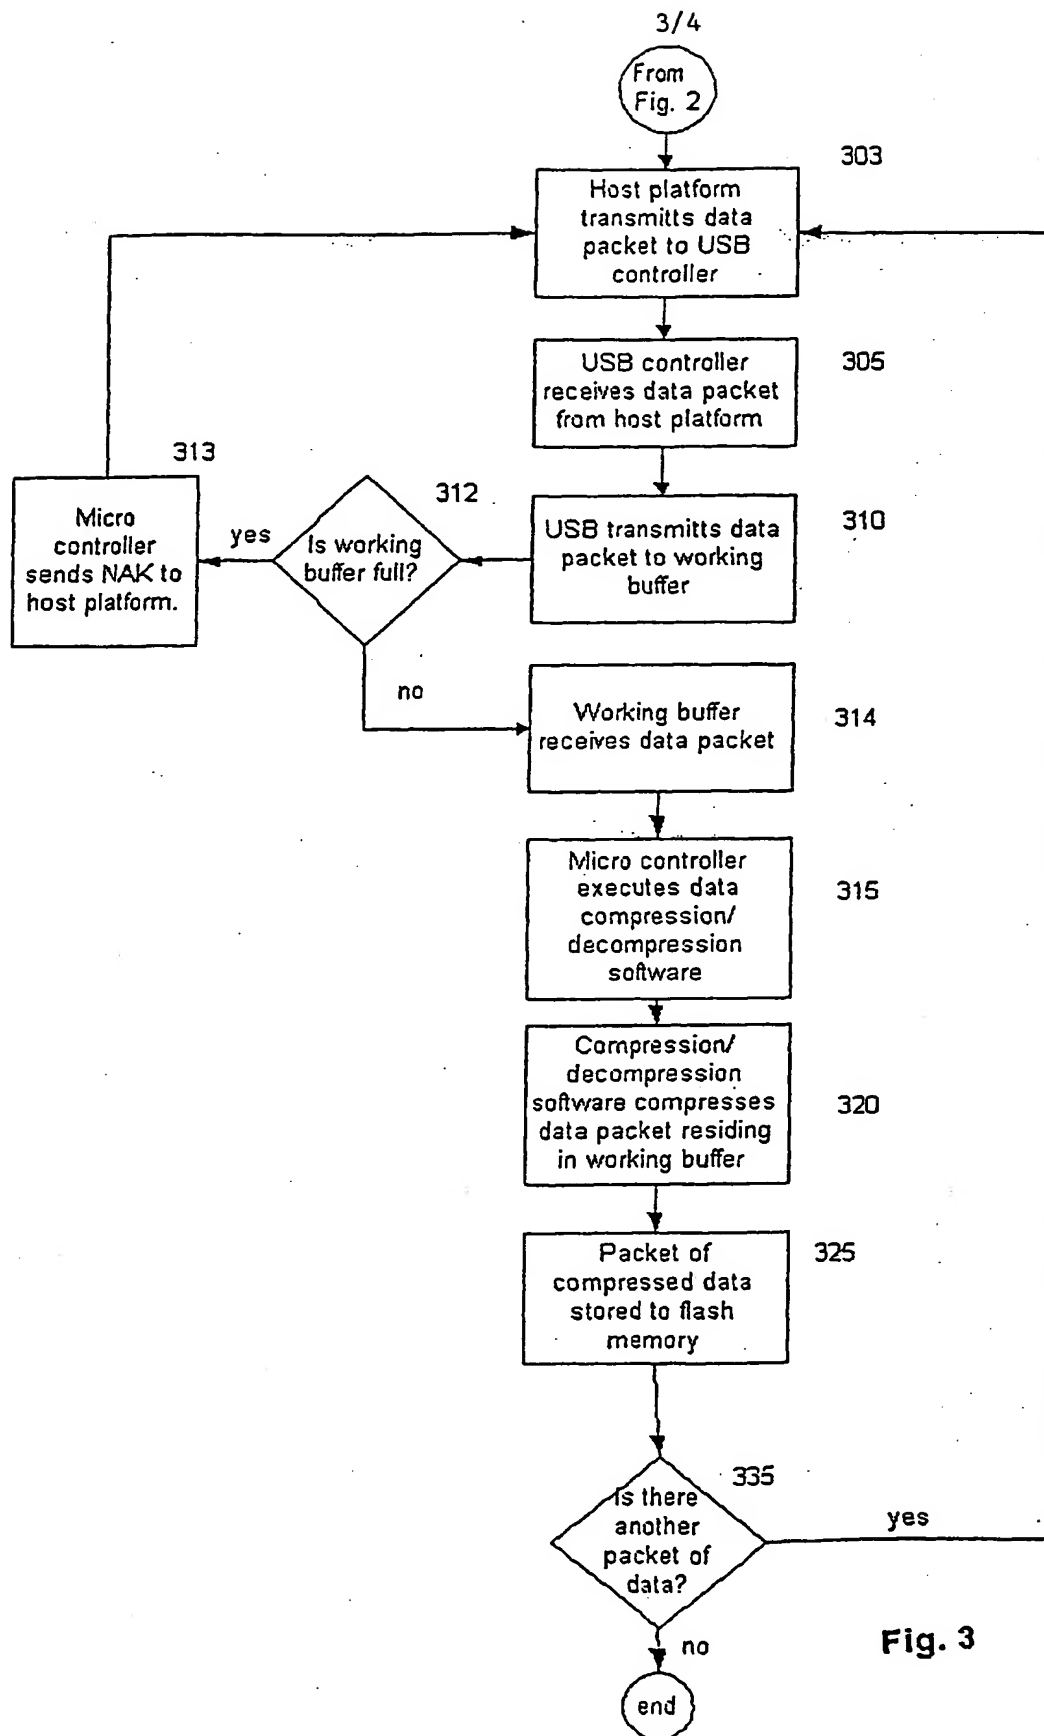 3/4
From
Fig. 2
303
Host platform
transmitts data
packet to USB
controller
305
USB controller
receives data packet
from host platform
310
USB transmitts data
packet to working
buffer
312
Is working
buffer full?
yes
313
Micro
controller
sends NAK to
host platform.
no
314
Working buffer
receives data packet
315
Micro controller
executes data
compression/
decompression
software
320
Compression/
decompression
software compresses
data packet residing
in working buffer
325
Packet of
compressed data
stored to flash
memory
335
Is there
another
packet of
data?
yes
no
end
Fig. 3